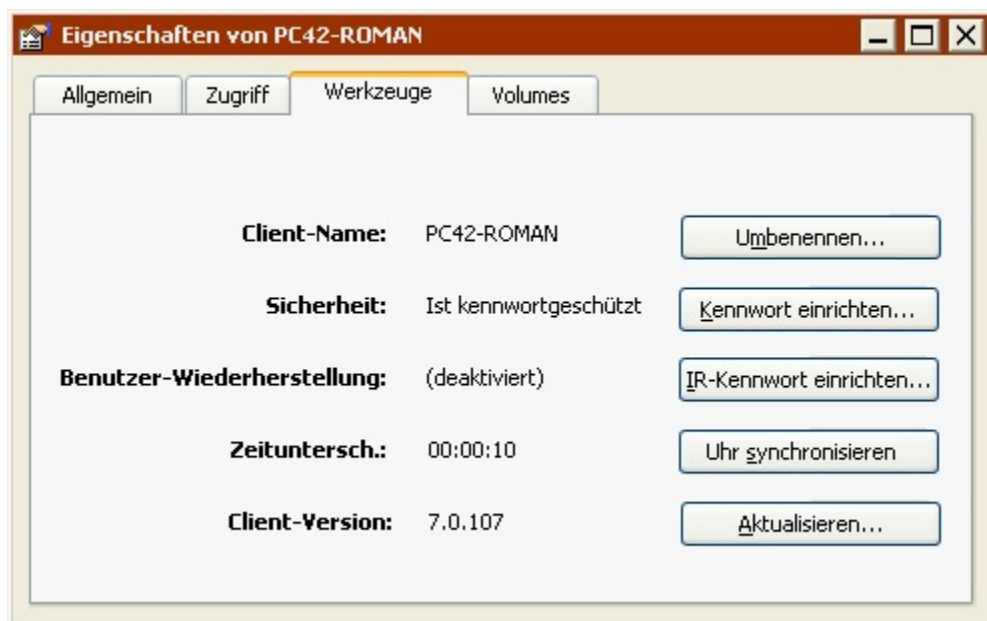 Eigenschaften von PC42-ROMAN
Allgemein Zugriff Werkzeuge Volumes
Client-Name: PC42-ROMAN Umbenennen...
Sicherheit: Ist kennwortgeschützt Kennwort einrichten...
Benutzer-Wiederherstellung: (deaktiviert) IR-Kennwort einrichten...
Zeituntersch.: 00:00:10 Uhr synchronisieren
Client-Version: 7.0.107 Aktualisieren...